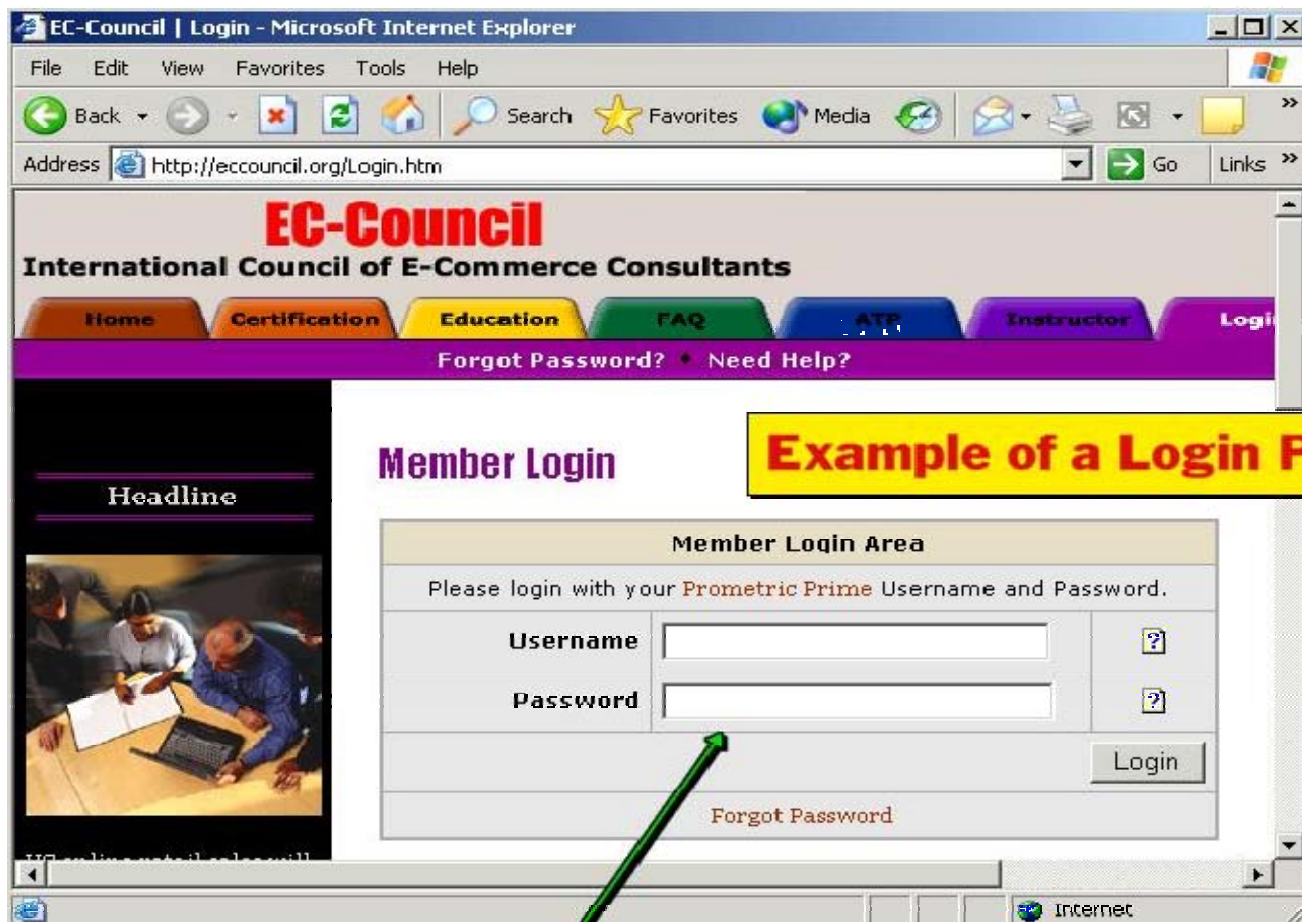 EC-Council | Login - Microsoft Internet Explorer
File Edit View Favorites Tools Help
Back Search Favorites Media »
Address http://eccouncil.org/Login.htm Go Links »
EC-Council
International Council of E-Commerce Consultants
Home Certification Education FAQ ATP Instructor Logi
Forgot Password? ♦ Need Help?
Example of a Login P
Member Login
Headline
Member Login Area
Please login with your Prometric Prime Username and Password.
Username ?
Password ?
Login
Forgot Password
Internet